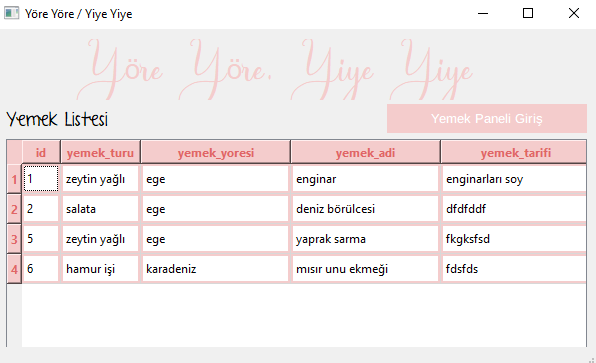 Yöre Yöre / Yiye Yiye
Yöre Yöre, Yiye Yiye
Yemek Listesi
Yemek Paneli Giriş
id yemek_turu yemek_yoresi yemek_adi yemek_tarifi
1 1 zeytin yağlı ege enginar enginarları soy
2 2 salata ege deniz börülcesi dfdfddf
3 5 zeytin yağlı ege yaprak sarma fkgksfsd
4 6 hamur işi karadeniz mısır unu ekmeği fdsfds